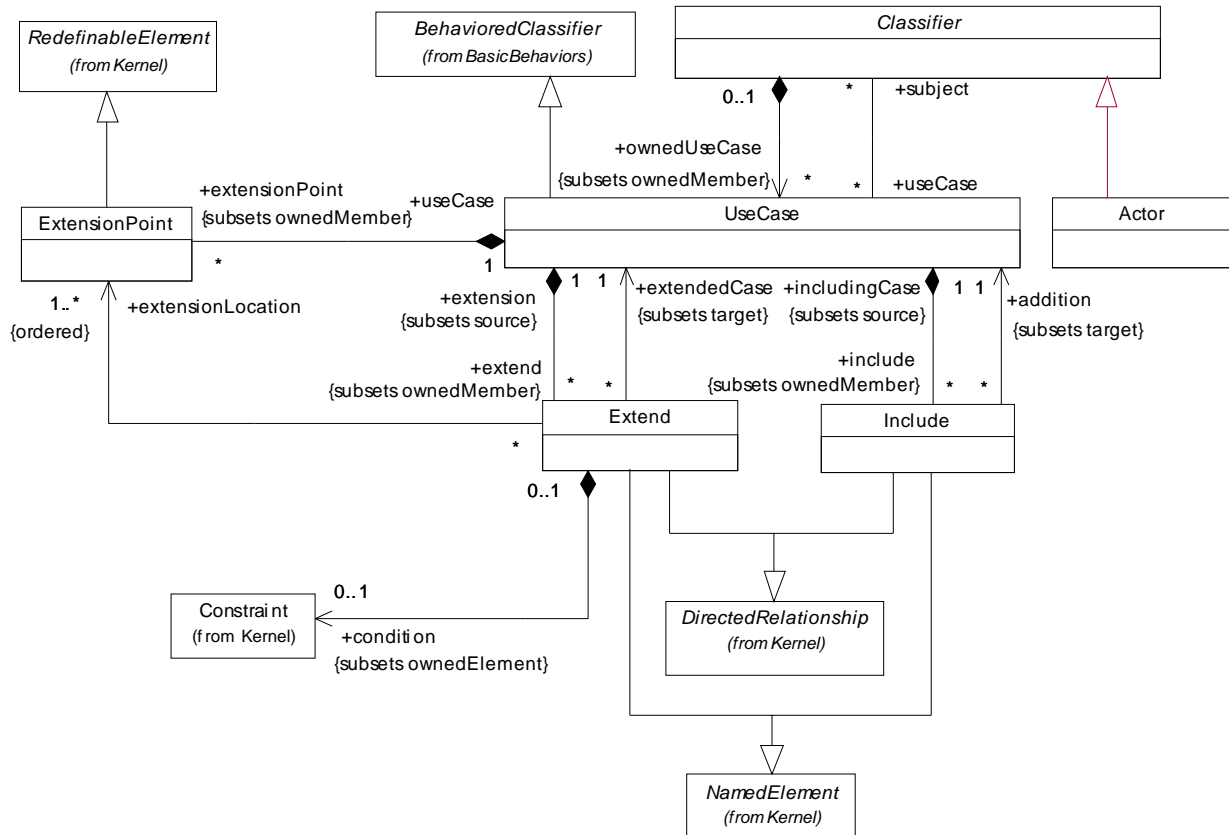 RedefinableElement
(from Kernel)
BehavioredClassifier
(from BasicBehaviors)
Classifier
0..1
*
+subject
+ownedUseCase
{subsets ownedMember}
*
*
+useCase
+extensionPoint
{subsets ownedMember}
+useCase
ExtensionPoint
UseCase
Actor
*
1
1..*
{ordered}
+extensionLocation
+extension
{subsets source}
1
1
+extendedCase
{subsets target}
+includingCase
{subsets source}
1
1
+addition
{subsets target}
+extend
{subsets ownedMember}
*
*
+include
{subsets ownedMember}
*
*
Extend
Include
*
0..1
0..1
Constraint
(from Kernel)
+condition
{subsets ownedElement}
DirectedRelationship
(from Kernel)
NamedElement
(from Kernel)